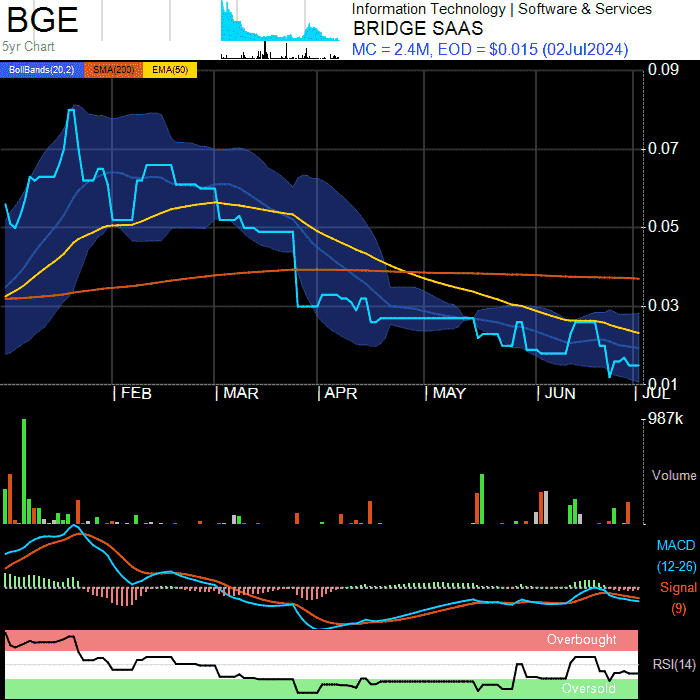 BGE
5yr Chart
Information Technology | Software & Services
BRIDGE SAAS
MC = 2.4M, EOD = $0.015 (02Jul2024)
BollBands(20,2) SMA(200) EMA(50)
0.09
0.07
0.05
0.03
0.01
FEB MAR APR MAY JUN JUL
987k
Volume
MACD
(12-26)
Signal
(9)
Overbought
RSI(14)
Oversold